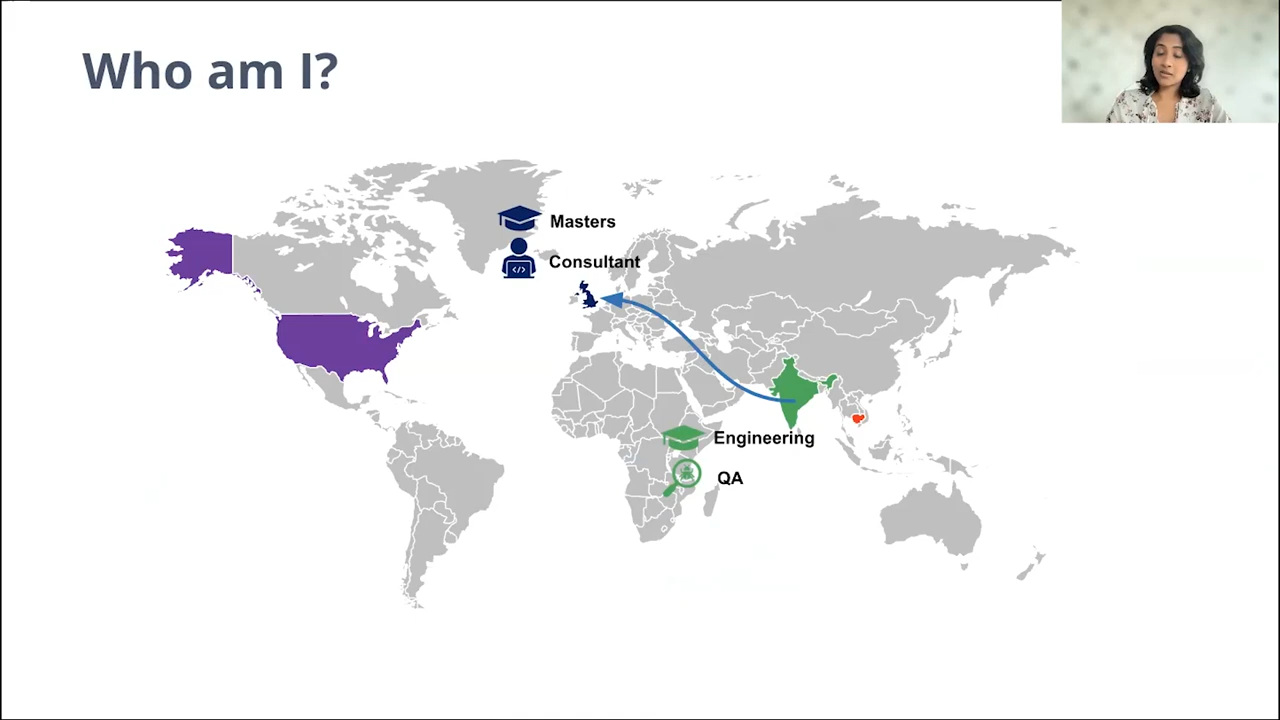 Who am I?
Masters
Consultant
</>
Engineering
QA